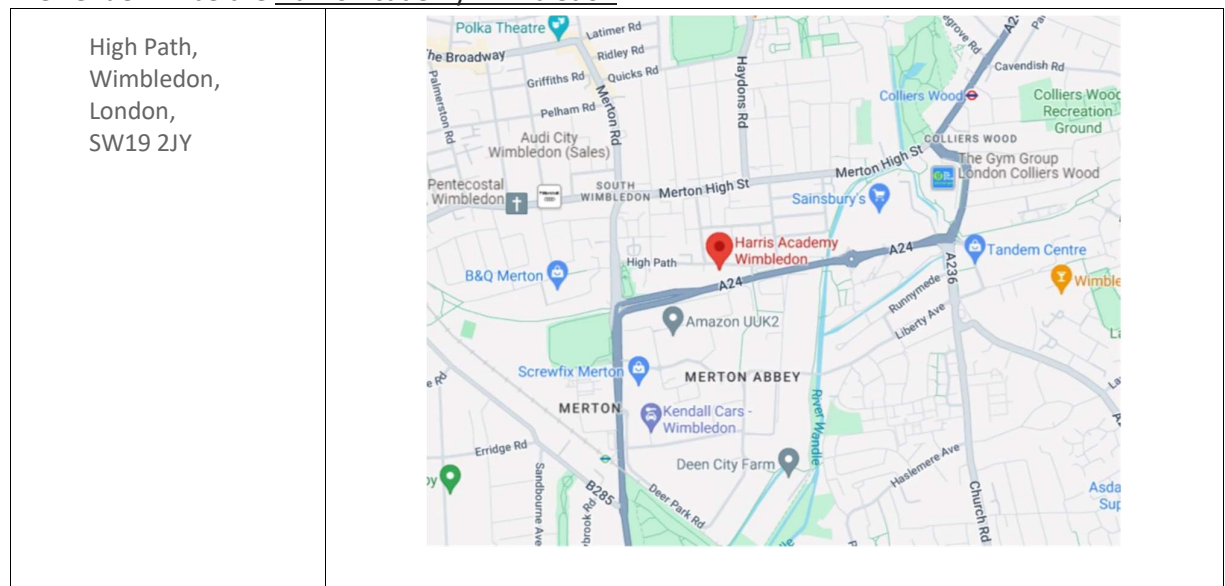 High Path,
Wimbledon,
London,
SW19 2JY
Polka Theatre
Latimer Rd
The Broadway
Ridley Rd
Griffiths Rd
Quicks Rd
Palmerston Rd
Pelham Rd
Merton Rd
Haydons Rd
Cavendish Rd
Colliers Wood
Colliers Wood
Recreation
Ground
Audi City
Wimbledon (Sales)
COLLIERS WOOD
Merton High St
The Gym Group
London Colliers Wood
Pentecostal
Wimbledon
SOUTH
WIMBLEDON
Merton High St
Sainsbury's
Harris Academy
Wimbledon
High Path
A24
A24
A236
Tandem Centre
B&Q Merton
Runnymede
Liberty Ave
Amazon UUK2
Screwfix Merton
MERTON ABBEY
River Wandle
MERTON
Kendall Cars -
Wimbledon
Erridge Rd
Deen City Farm
Haslemere Ave
Sandbourne Ave
B285
Deer Park Rd
Church Rd